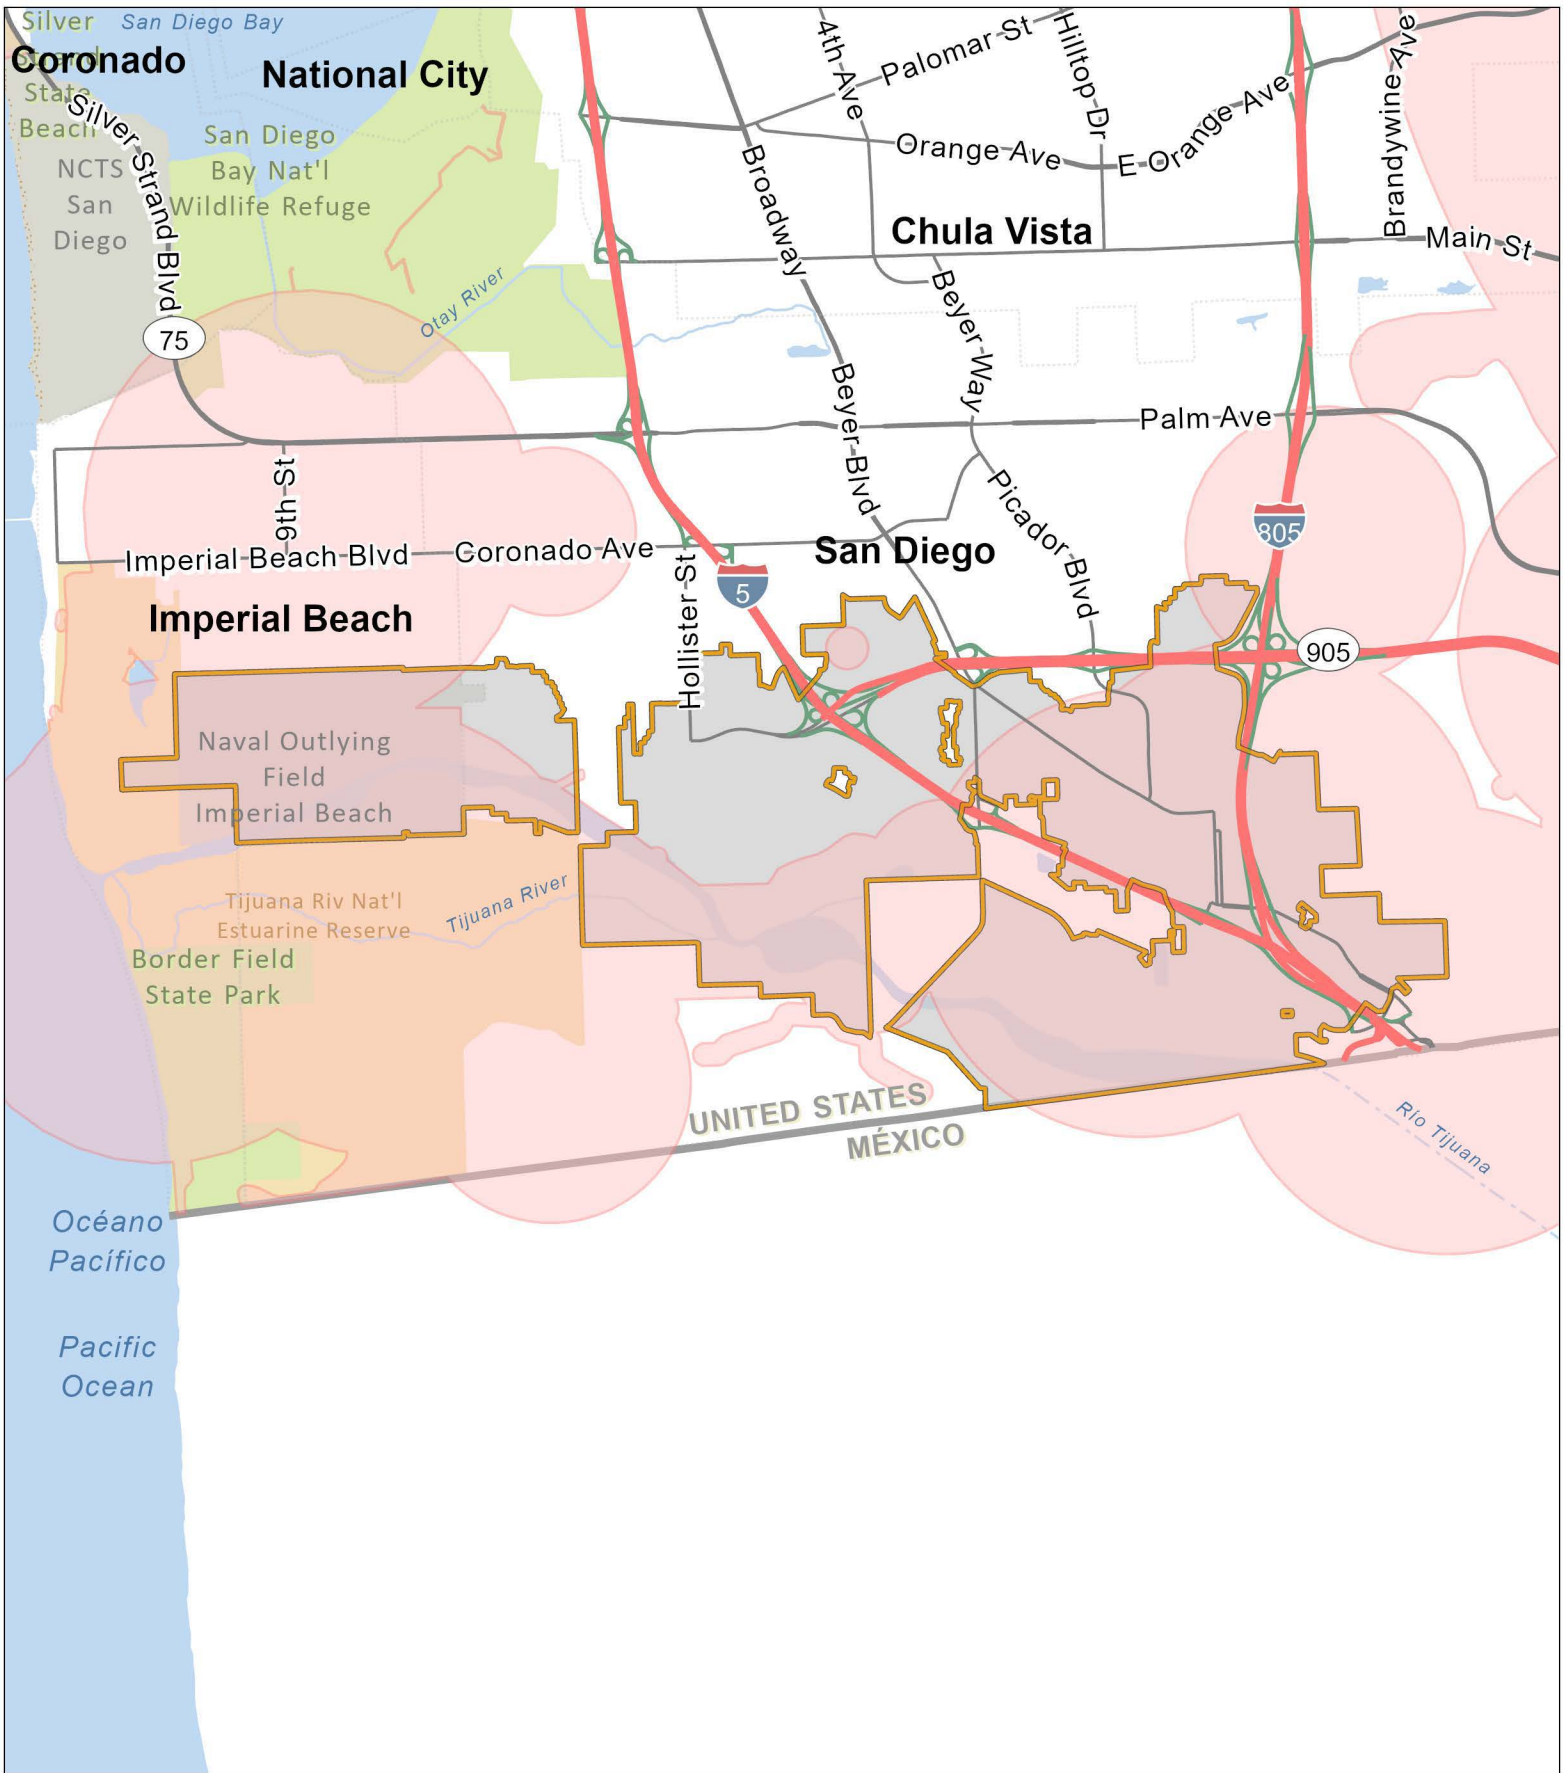 Silver
Strand
State
Beach
San Diego Bay
Coronado
National City
Silver Strand Blvd
NCTS
San
Diego
San Diego
Bay Nat'l
Wildlife Refuge
4th Ave
Palomar St
Hilltop Dr
Orange Ave
E Orange Ave
Brandywine Ave
Broadway
Chula Vista
Main St
Otay River
Beyer Way
75
Beyer Blvd
Palm Ave
9th St
Picador Blvd
805
Imperial Beach Blvd
Coronado Ave
San Diego
5
Hollister St
Imperial Beach
905
Naval Outlying
Field
Imperial Beach
Tijuana Riv Nat'l
Estuarine Reserve
Tijuana River
Border Field
State Park
UNITED STATES
MÉXICO
Río Tijuana
Océano
Pacífico
Pacific
Ocean